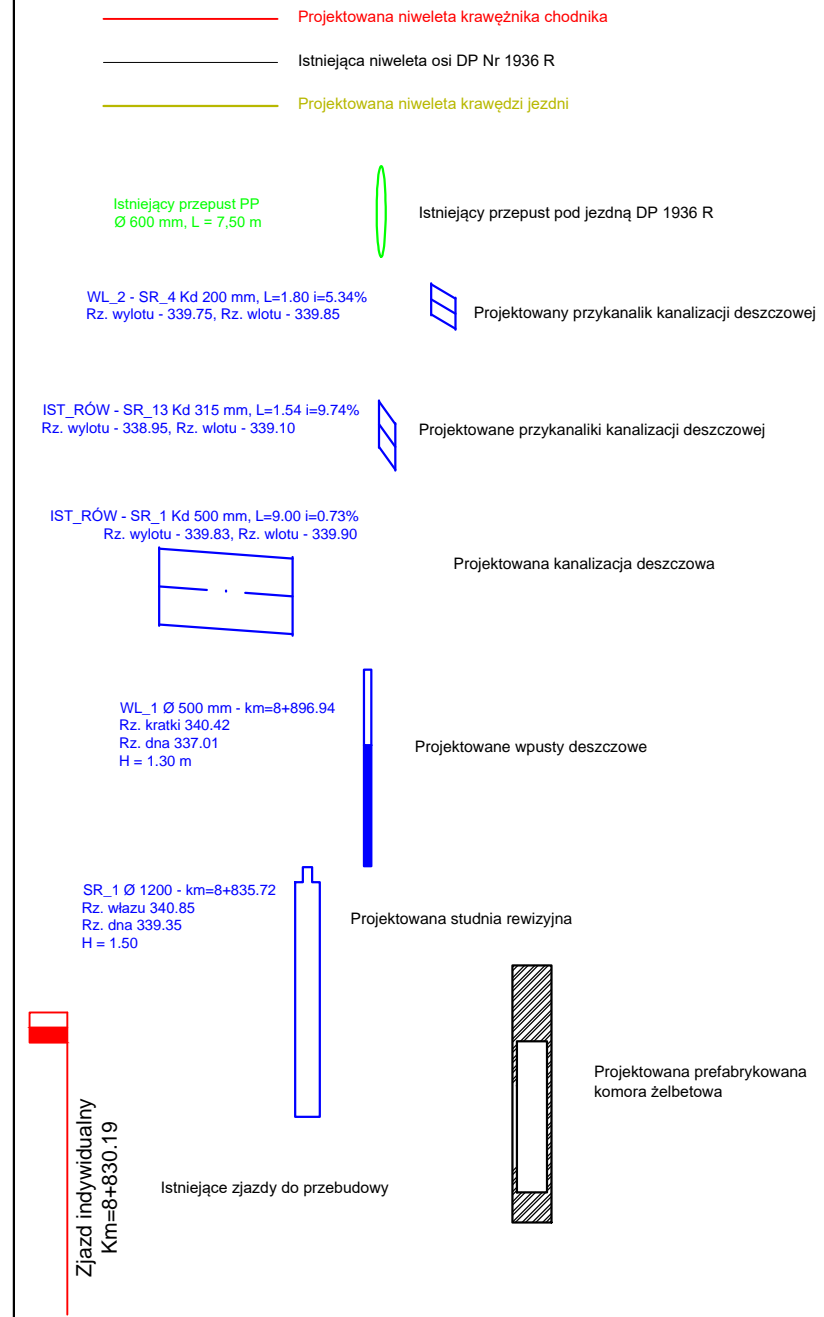 Projektowana niweleta krawężnika chodnika
Istniejąca niweleta osi DP Nr 1936 R
Projektowana niweleta krawędzi jezdni
Istniejący przepust PP
Ø 600 mm, L = 7,50 m
Istniejący przepust pod jezdną DP 1936 R
WL_2 - SR_4 Kd 200 mm, L=1.80 i=5.34%
Rz. wylotu - 339.75, Rz. wlotu - 339.85
Projektowany przykanalik kanalizacji deszczowej
IST_RÓW - SR_13 Kd 315 mm, L=1.54 i=9.74%
Rz. wylotu - 338.95, Rz. wlotu - 339.10
Projektowane przykanaliki kanalizacji deszczowej
IST_RÓW - SR_1 Kd 500 mm, L=9.00 i=0.73%
Rz. wylotu - 339.83, Rz. wlotu - 339.90
Projektowana kanalizacja deszczowa
WL_1 Ø 500 mm - km=8+896.94
Rz. kratki 340.42
Rz. dna 337.01
H = 1.30 m
Projektowane wpusty deszczowe
SR_1 Ø 1200 - km=8+835.72
Rz. włazu 340.85
Rz. dna 339.35
H = 1.50
Projektowana studnia rewizyjna
Projektowana prefabrykowana
komora żelbetowa
Zjazd indywidualny
Km=8+830.19
Istniejące zjazdy do przebudowy